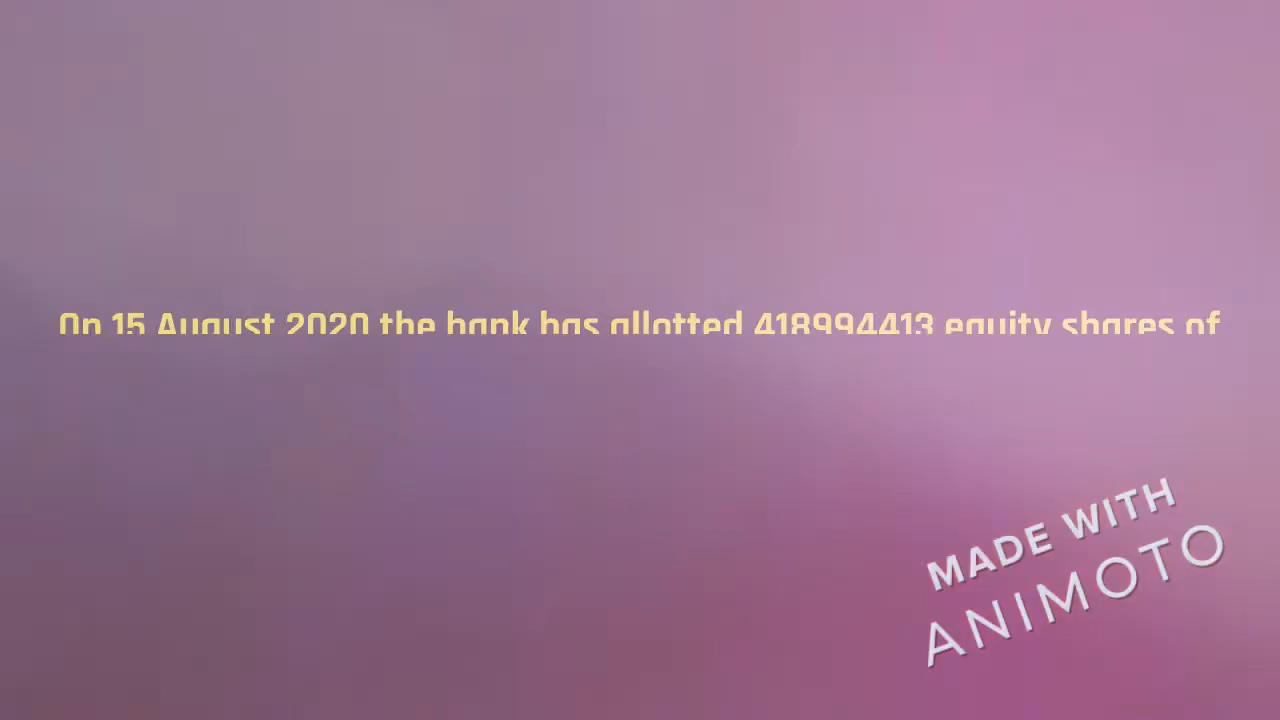 On 15 August 2020 the bank has allotted 418994413 equity shares of
MADE WITH
ANIMOTO